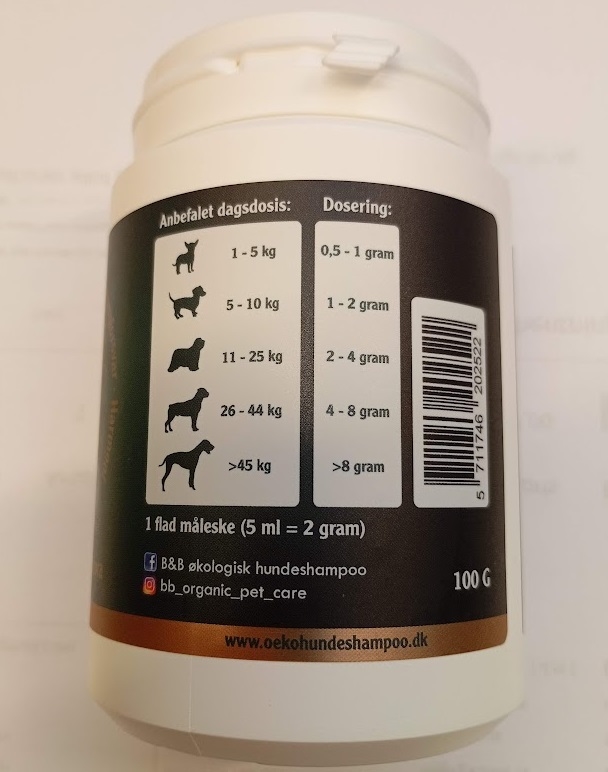 Anbefalet dagsdosis: Dosering:
1 - 5 kg 0,5 - 1 gram
5 - 10 kg 1 - 2 gram
11 - 25 kg 2 - 4 gram
26 - 44 kg 4 - 8 gram
>45 kg >8 gram
5 711746 202522
1 flad måleske (5 ml = 2 gram)
B&B økologisk hundeshampoo
bb_organic_pet_care
100 G
www.oekohundeshampoo.dk